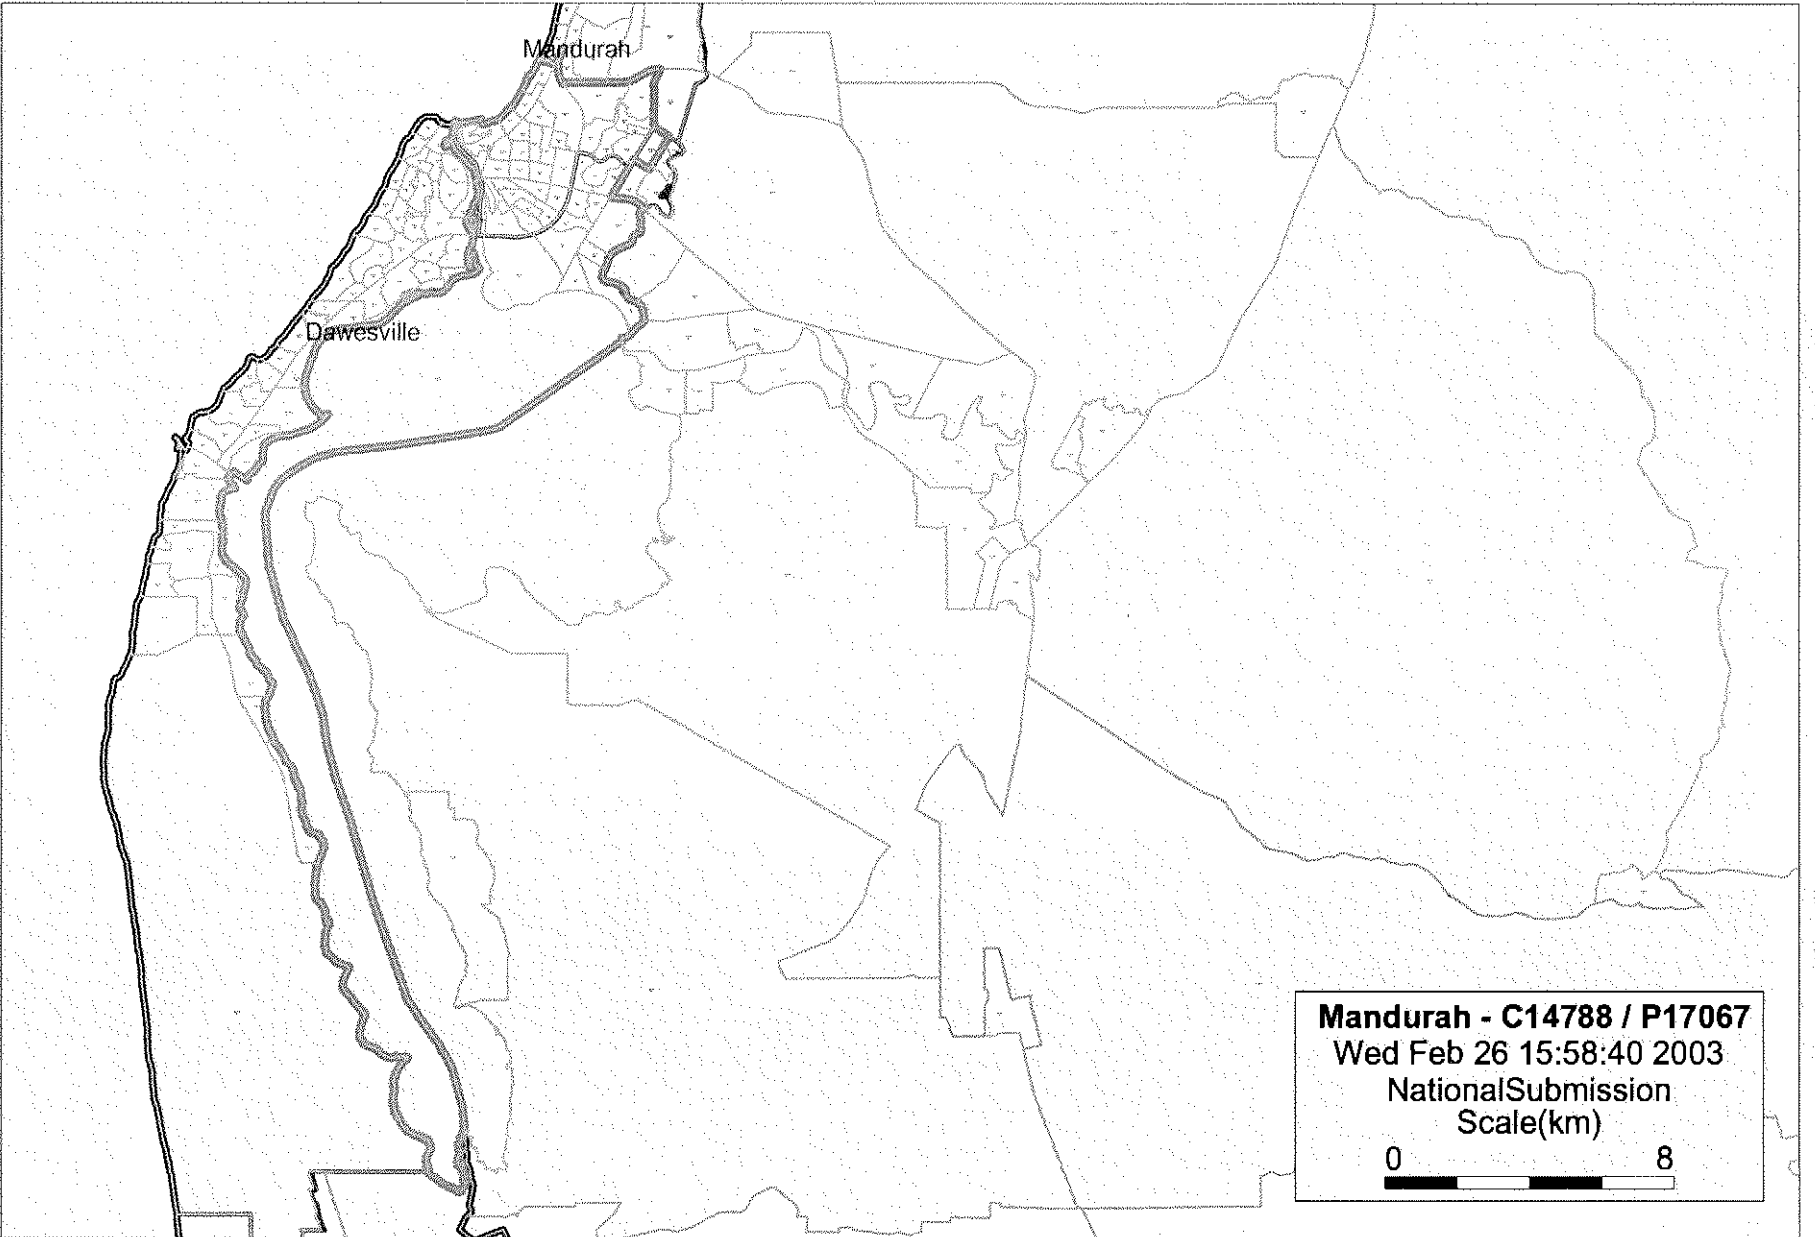 Mandurah
Dawesville
Mandurah - C14788 / P17067
Wed Feb 26 15:58:40 2003
NationalSubmission
Scale(km)
0 8